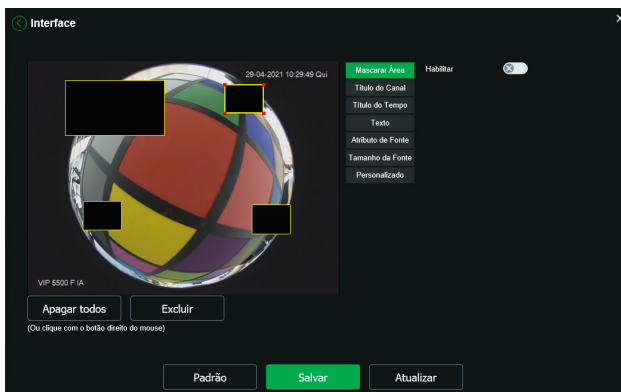 Interface
29-04-2021 10:29:49 Qui
VIP 5500 F IA
Mascarar Área
Habilitar
Título do Canal
Título do Tempo
Texto
Atributo de Fonte
Tamanho da Fonte
Personalizado
Apagar todos
Excluir
(Ou clique com o botão direito do mouse)
Padrão
Salvar
Atualizar